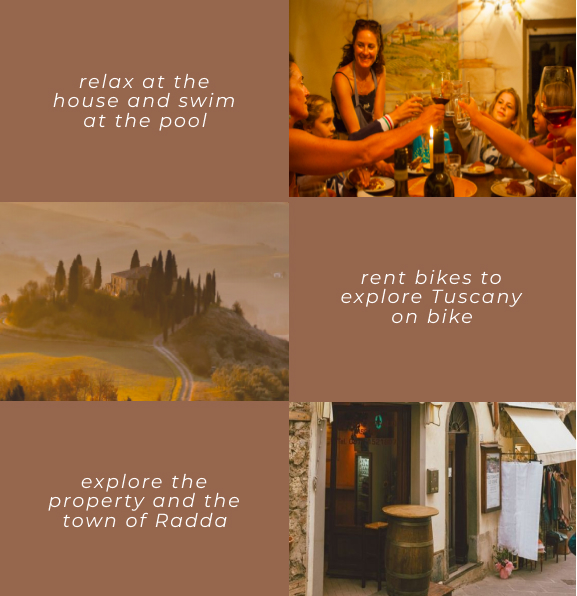 relax at the
house and swim
at the pool
rent bikes to
explore Tuscany
on bike
explore the
property and the
town of Radda